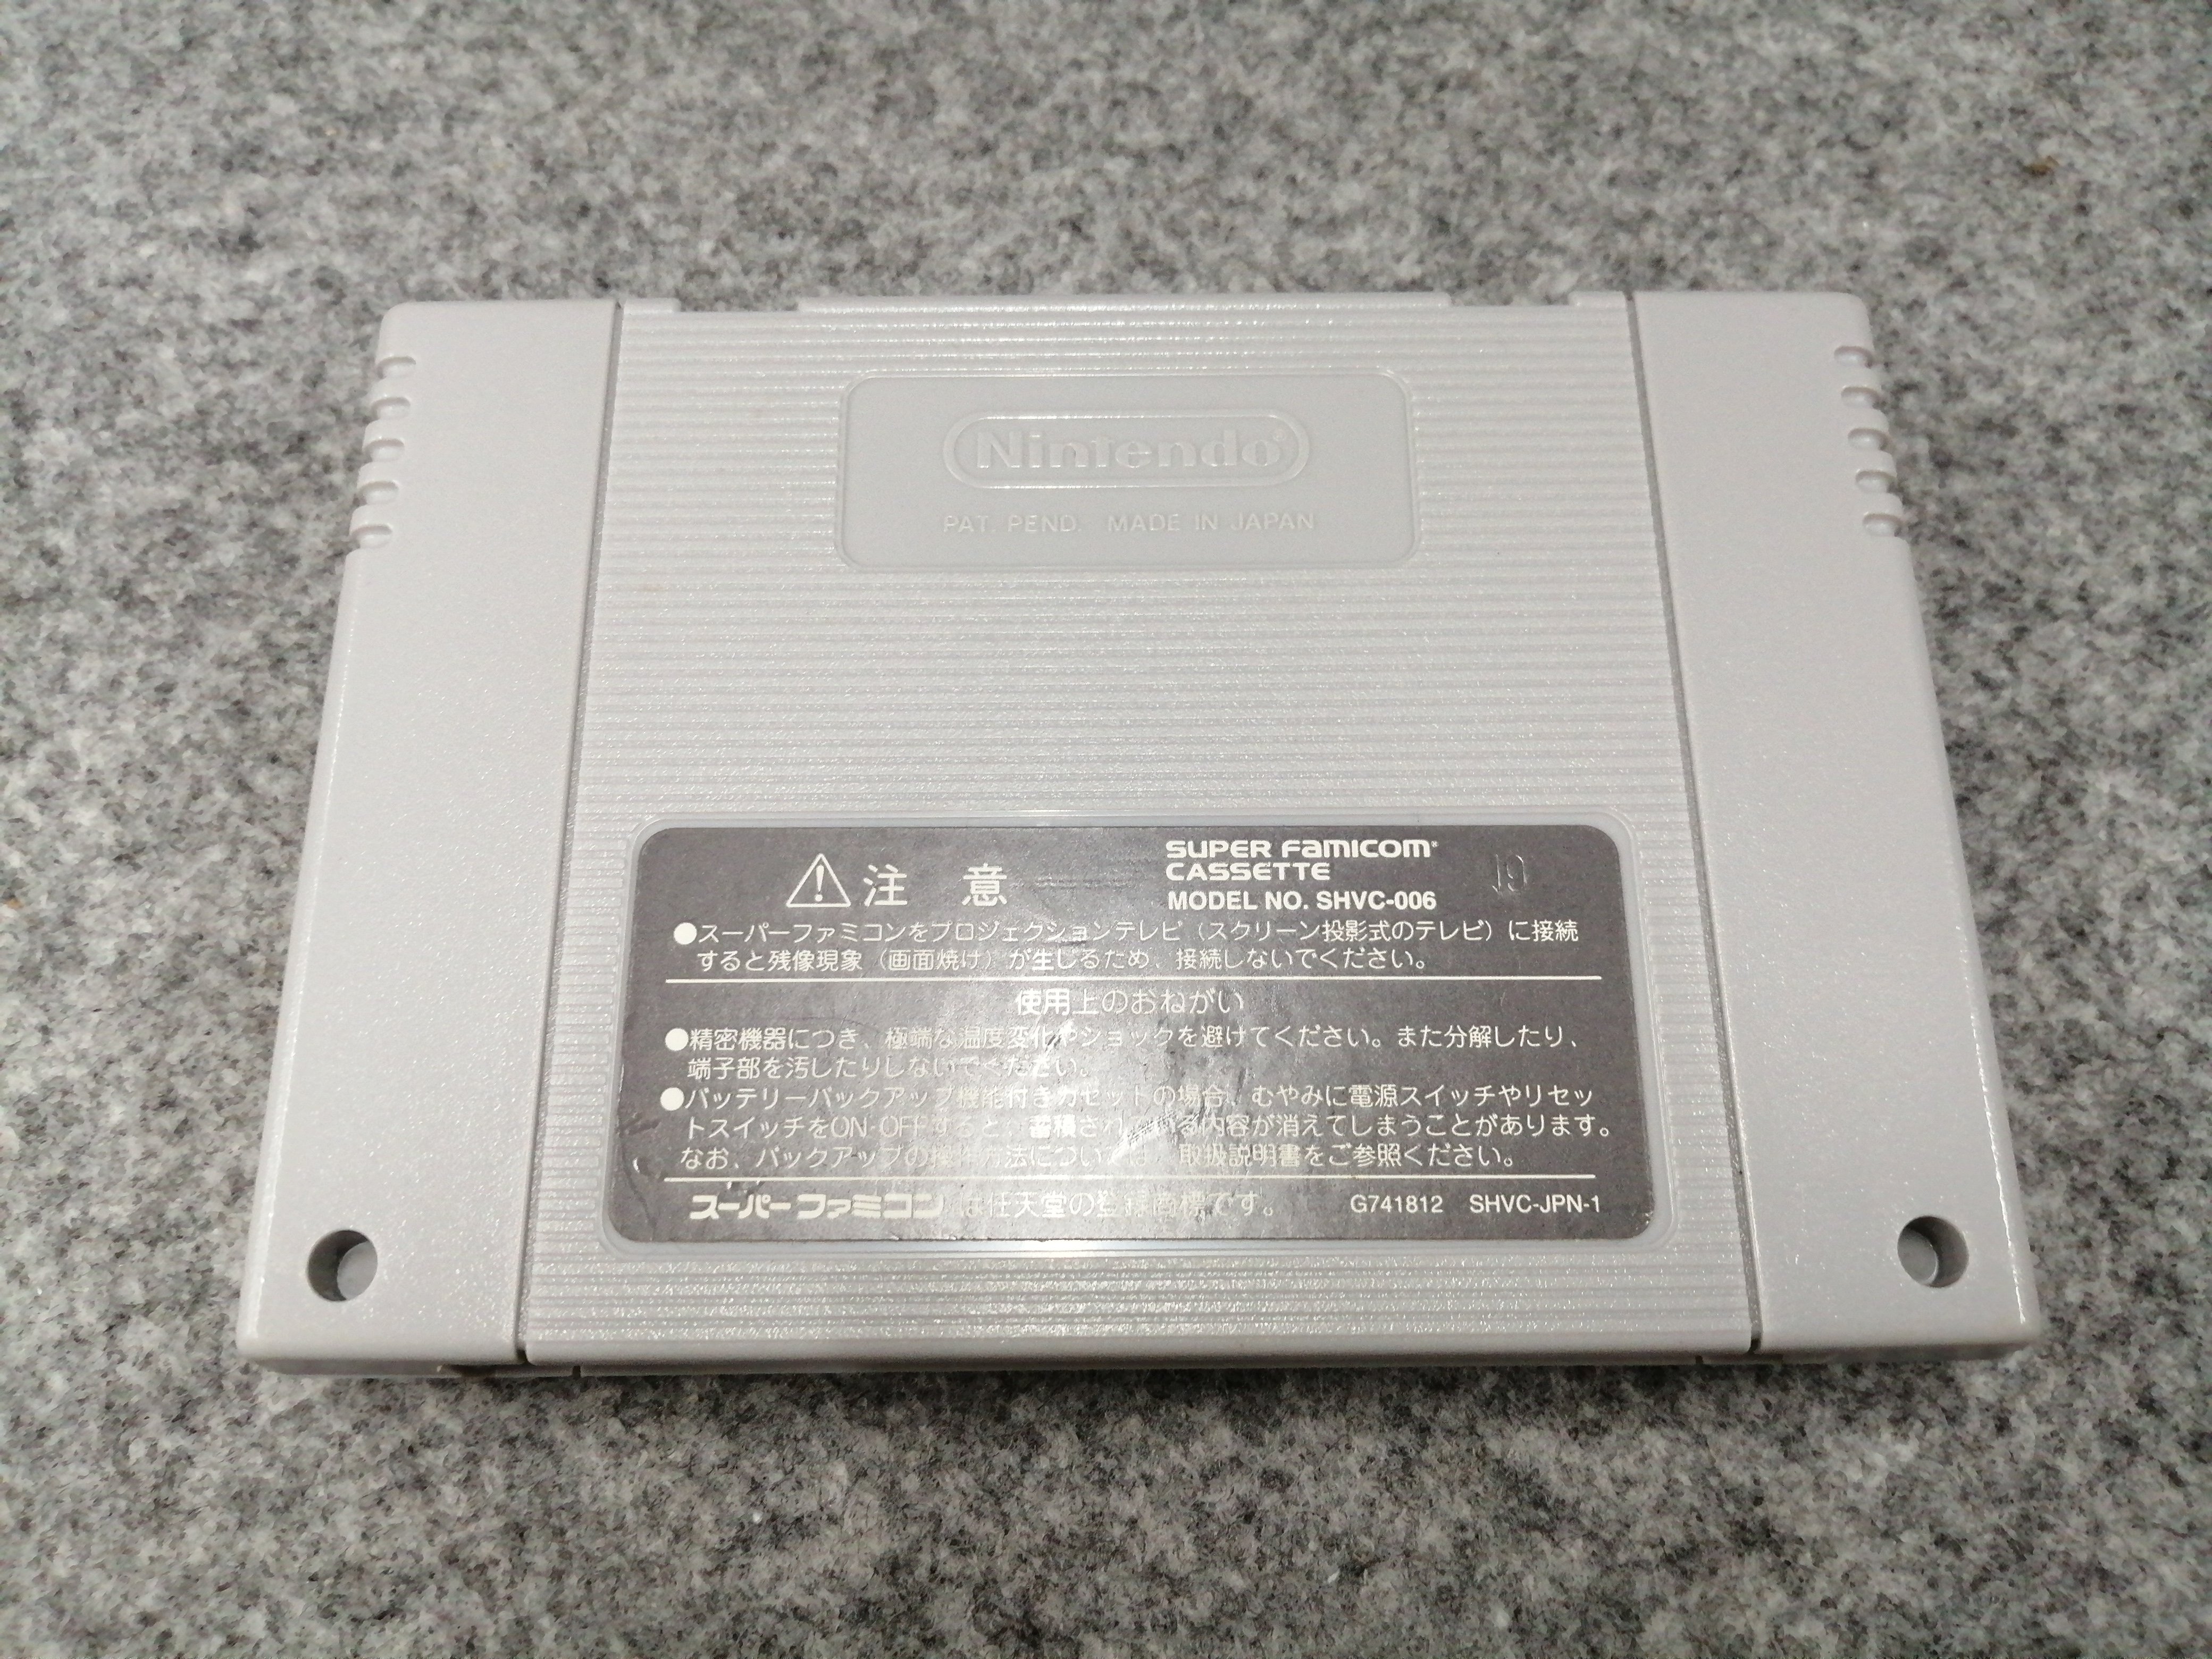 Nintendo®
PAT. PEND. MADE IN JAPAN
注 意
SUPER FAMICOM®
CASSETTE
MODEL NO. SHVC-006
19
●スーパーファミコンをプロジェクションテレビ（スクリーン投影式のテレビ）に接続
すると残像現象（画面焼け）が生じるため、接続しないでください。
使用上のおねがい
●精密機器につき、極端な温度変化やショックを避けてください。また分解したり、
端子部を汚したりしないでください。
●バッテリーバックアップ機能付きカセットの場合、むやみに電源スイッチやリセッ
トスイッチをON・OFFすると、蓄積されている内容が消えてしまうことがあります。
なお、バックアップの操作方法については、取扱説明書をご参照ください。
スーパーファミコンは任天堂の登録商標です。 G741812 SHVC-JPN-1